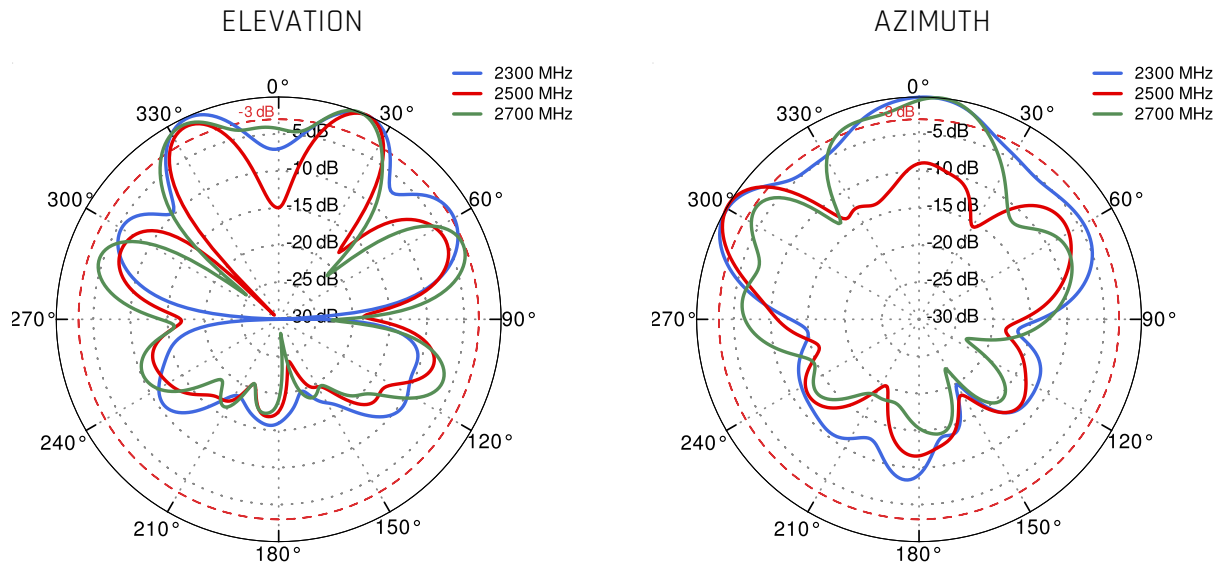 ELEVATION
2300 MHz
2500 MHz
2700 MHz
0°
330°
-3 dB
30°
-5 dB
-10 dB
300°
60°
-15 dB
-20 dB
-25 dB
270°
-30 dB
90°
240°
120°
210°
150°
180°
AZIMUTH
2300 MHz
2500 MHz
2700 MHz
0°
330°
-3 dB
30°
-5 dB
-10 dB
300°
60°
-15 dB
-20 dB
-25 dB
270°
-30 dB
90°
240°
120°
210°
150°
180°